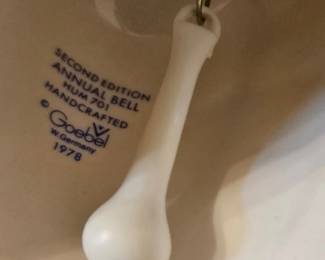 SECOND EDITION
ANNUAL BELL
HUM 701
HANDCRAFTED
© Goebel
W. Germany
1978